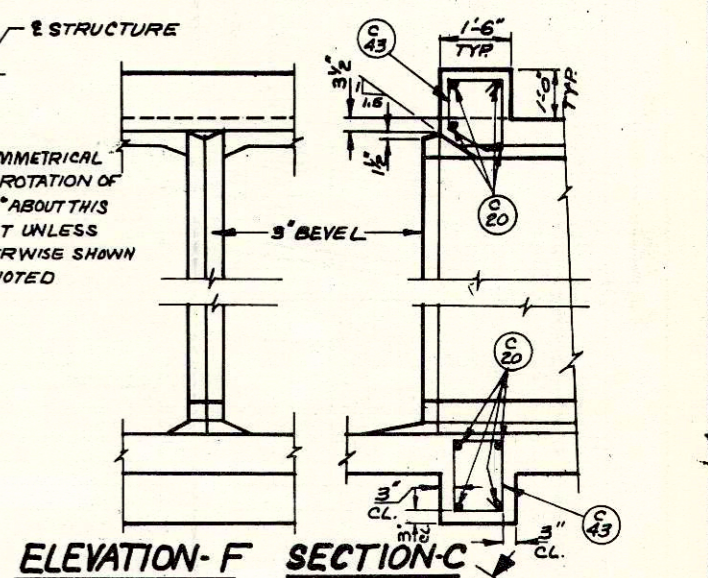 ℄ STRUCTURE
MMETRICAL
ROTATION OF
° ABOUT THIS
T UNLESS
ERWISE SHOWN
NOTED
C
43
1'-6"
TYP.
1'-0"
TYP.
3½
1
1.5
1½"
C
20
3" BEVEL
C
20
3"
CL.
C
43
3"
CL.
ELEVATION-F
SECTION-C